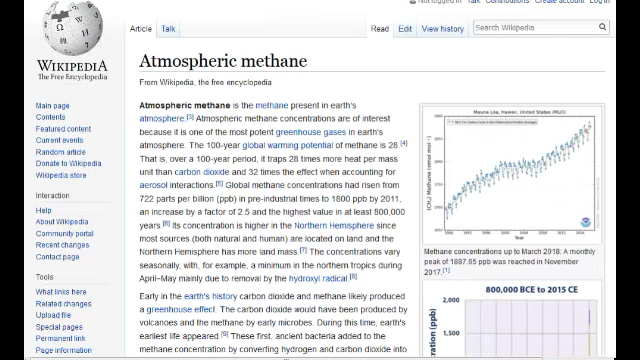 Not logged in Talk Contributions Create account Log in
WIKIPEDIA
The Free Encyclopedia
Article Talk Read Edit View history Search Wikipedia
Atmospheric methane
From Wikipedia, the free encyclopedia
Main page
Contents
Featured content
Current events
Random article
Donate to Wikipedia
Wikipedia store
Interaction
Help
About Wikipedia
Community portal
Recent changes
Contact page
Tools
What links here
Related changes
Upload file
Special pages
Permanent link
Page information
Atmospheric methane is the methane present in earth's
atmosphere.[3] Atmospheric methane concentrations are of interest
because it is one of the most potent greenhouse gases in earth's
atmosphere. The 100-year global warming potential of methane is 28.[4]
That is, over a 100-year period, it traps 28 times more heat per mass
unit than carbon dioxide and 32 times the effect when accounting for
aerosol interactions.[5] Global methane concentrations had risen from
722 parts per billion (ppb) in pre-industrial times to 1800 ppb by 2011,
an increase by a factor of 2.5 and the highest value in at least 800,000
years.[6] Its concentration is higher in the Northern Hemisphere since
most sources (both natural and human) are located on land and the
Northern Hemisphere has more land mass.[7] The concentrations vary
seasonally, with, for example, a minimum in the northern tropics during
April–May mainly due to removal by the hydroxyl radical.[8]
Early in the earth's history carbon dioxide and methane likely produced
a greenhouse effect. The carbon dioxide would have been produced by
volcanoes and the methane by early microbes. During this time, earth's
earliest life appeared.[9] These first, ancient bacteria added to the
methane concentration by converting hydrogen and carbon dioxide into
Mauna Loa, Hawaii, United States (MLO)
(CH₄) Methane (nmol mol⁻¹)
Year
Methane concentrations up to March 2018: A monthly
peak of 1887.65 ppb was reached in November
2017.[1]
800,000 BCE to 2015 CE
2,000
1,500